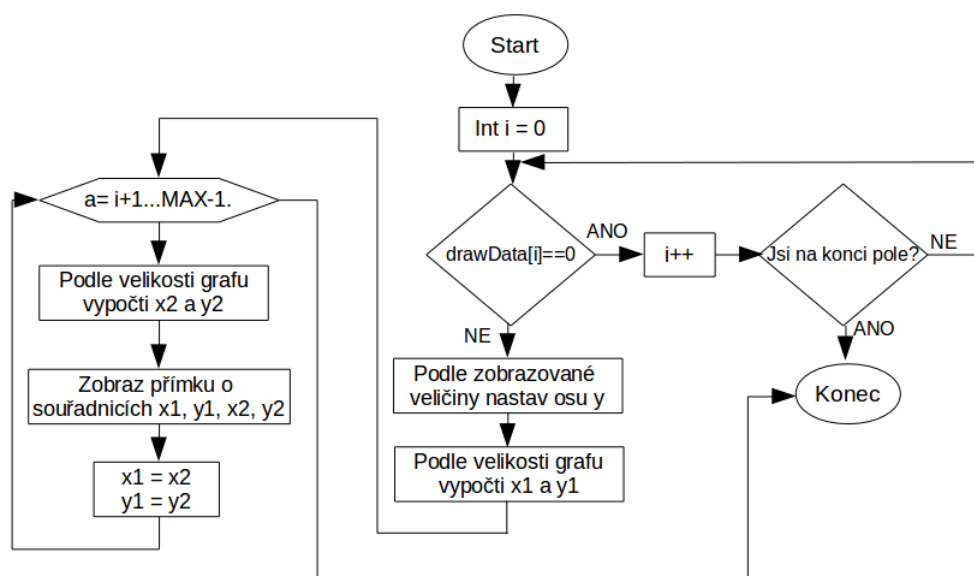 Start
Int i = 0
drawData[i]==0
ANO
i++
Jsi na konci pole?
NE
ANO
Konec
NE
Podle zobrazované
veličiny nastav osu y
Podle velikosti grafu
vypočti x1 a y1
a= i+1...MAX-1.
Podle velikosti grafu
vypočti x2 a y2
Zobraz přímku o
souřadnicích x1, y1, x2, y2
x1 = x2
y1 = y2